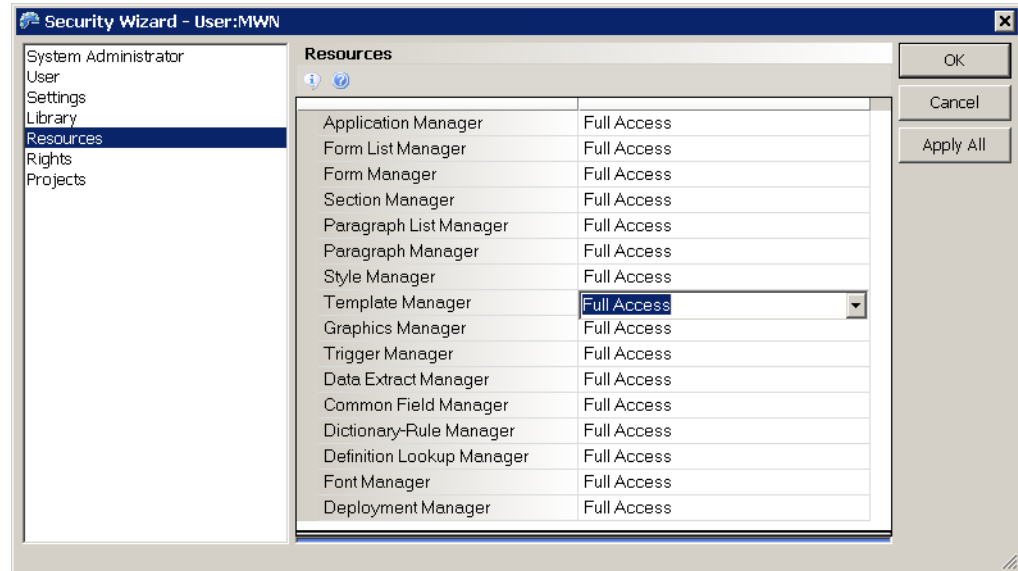 Security Wizard - User:MWN
System Administrator
User
Settings
Library
Resources
Rights
Projects
Resources
Application Manager Full Access
Form List Manager Full Access
Form Manager Full Access
Section Manager Full Access
Paragraph List Manager Full Access
Paragraph Manager Full Access
Style Manager Full Access
Template Manager Full Access
Graphics Manager Full Access
Trigger Manager Full Access
Data Extract Manager Full Access
Common Field Manager Full Access
Dictionary-Rule Manager Full Access
Definition Lookup Manager Full Access
Font Manager Full Access
Deployment Manager Full Access
OK
Cancel
Apply All